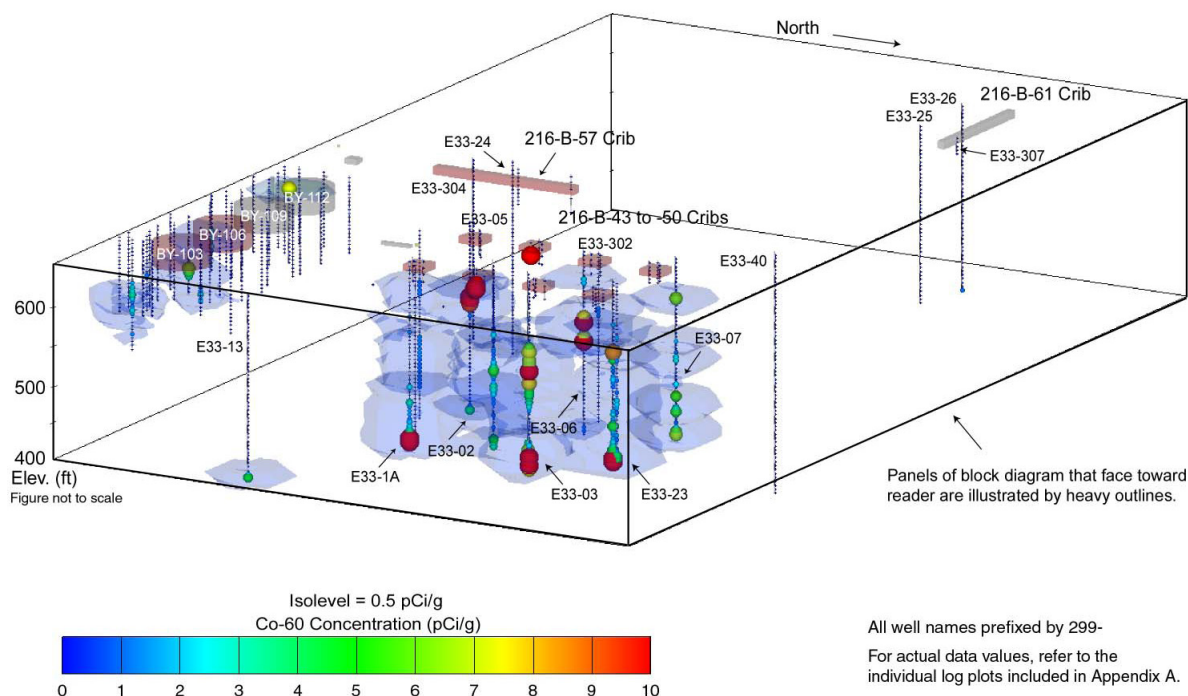 North
E33-26
216-B-61 Crib
E33-25
E33-307
E33-24
216-B-57 Crib
E33-304
BY-112
BY-109
BY-106
BY-103
E33-05
216-B-43 to -50 Cribs
E33-302
E33-40
600
500
400
Elev. (ft)
Figure not to scale
E33-13
E33-07
E33-06
E33-02
E33-1A
E33-03
E33-23
Panels of block diagram that face toward
reader are illustrated by heavy outlines.
Isolevel = 0.5 pCi/g
Co-60 Concentration (pCi/g)
0 1 2 3 4 5 6 7 8 9 10
All well names prefixed by 299-
For actual data values, refer to the
individual log plots included in Appendix A.